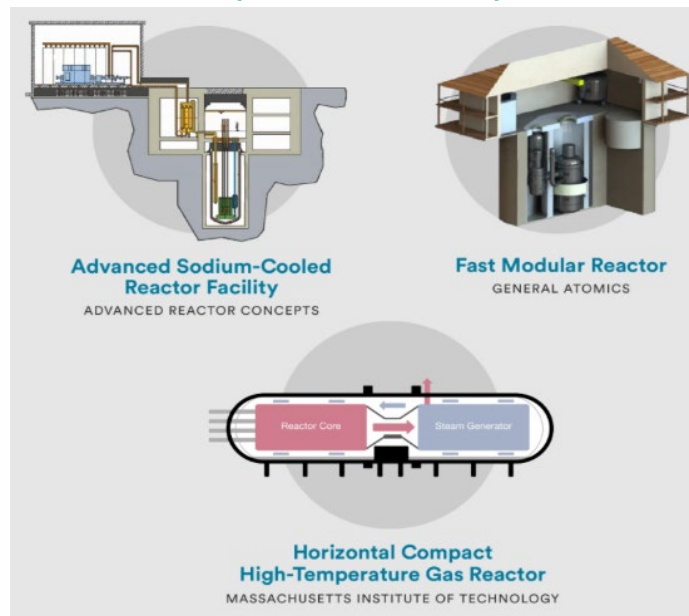 Advanced Sodium-Cooled
Reactor Facility
ADVANCED REACTOR CONCEPTS
Fast Modular Reactor
GENERAL ATOMICS
Reactor Core
Steam Generator
Horizontal Compact
High-Temperature Gas Reactor
MASSACHUSETTS INSTITUTE OF TECHNOLOGY